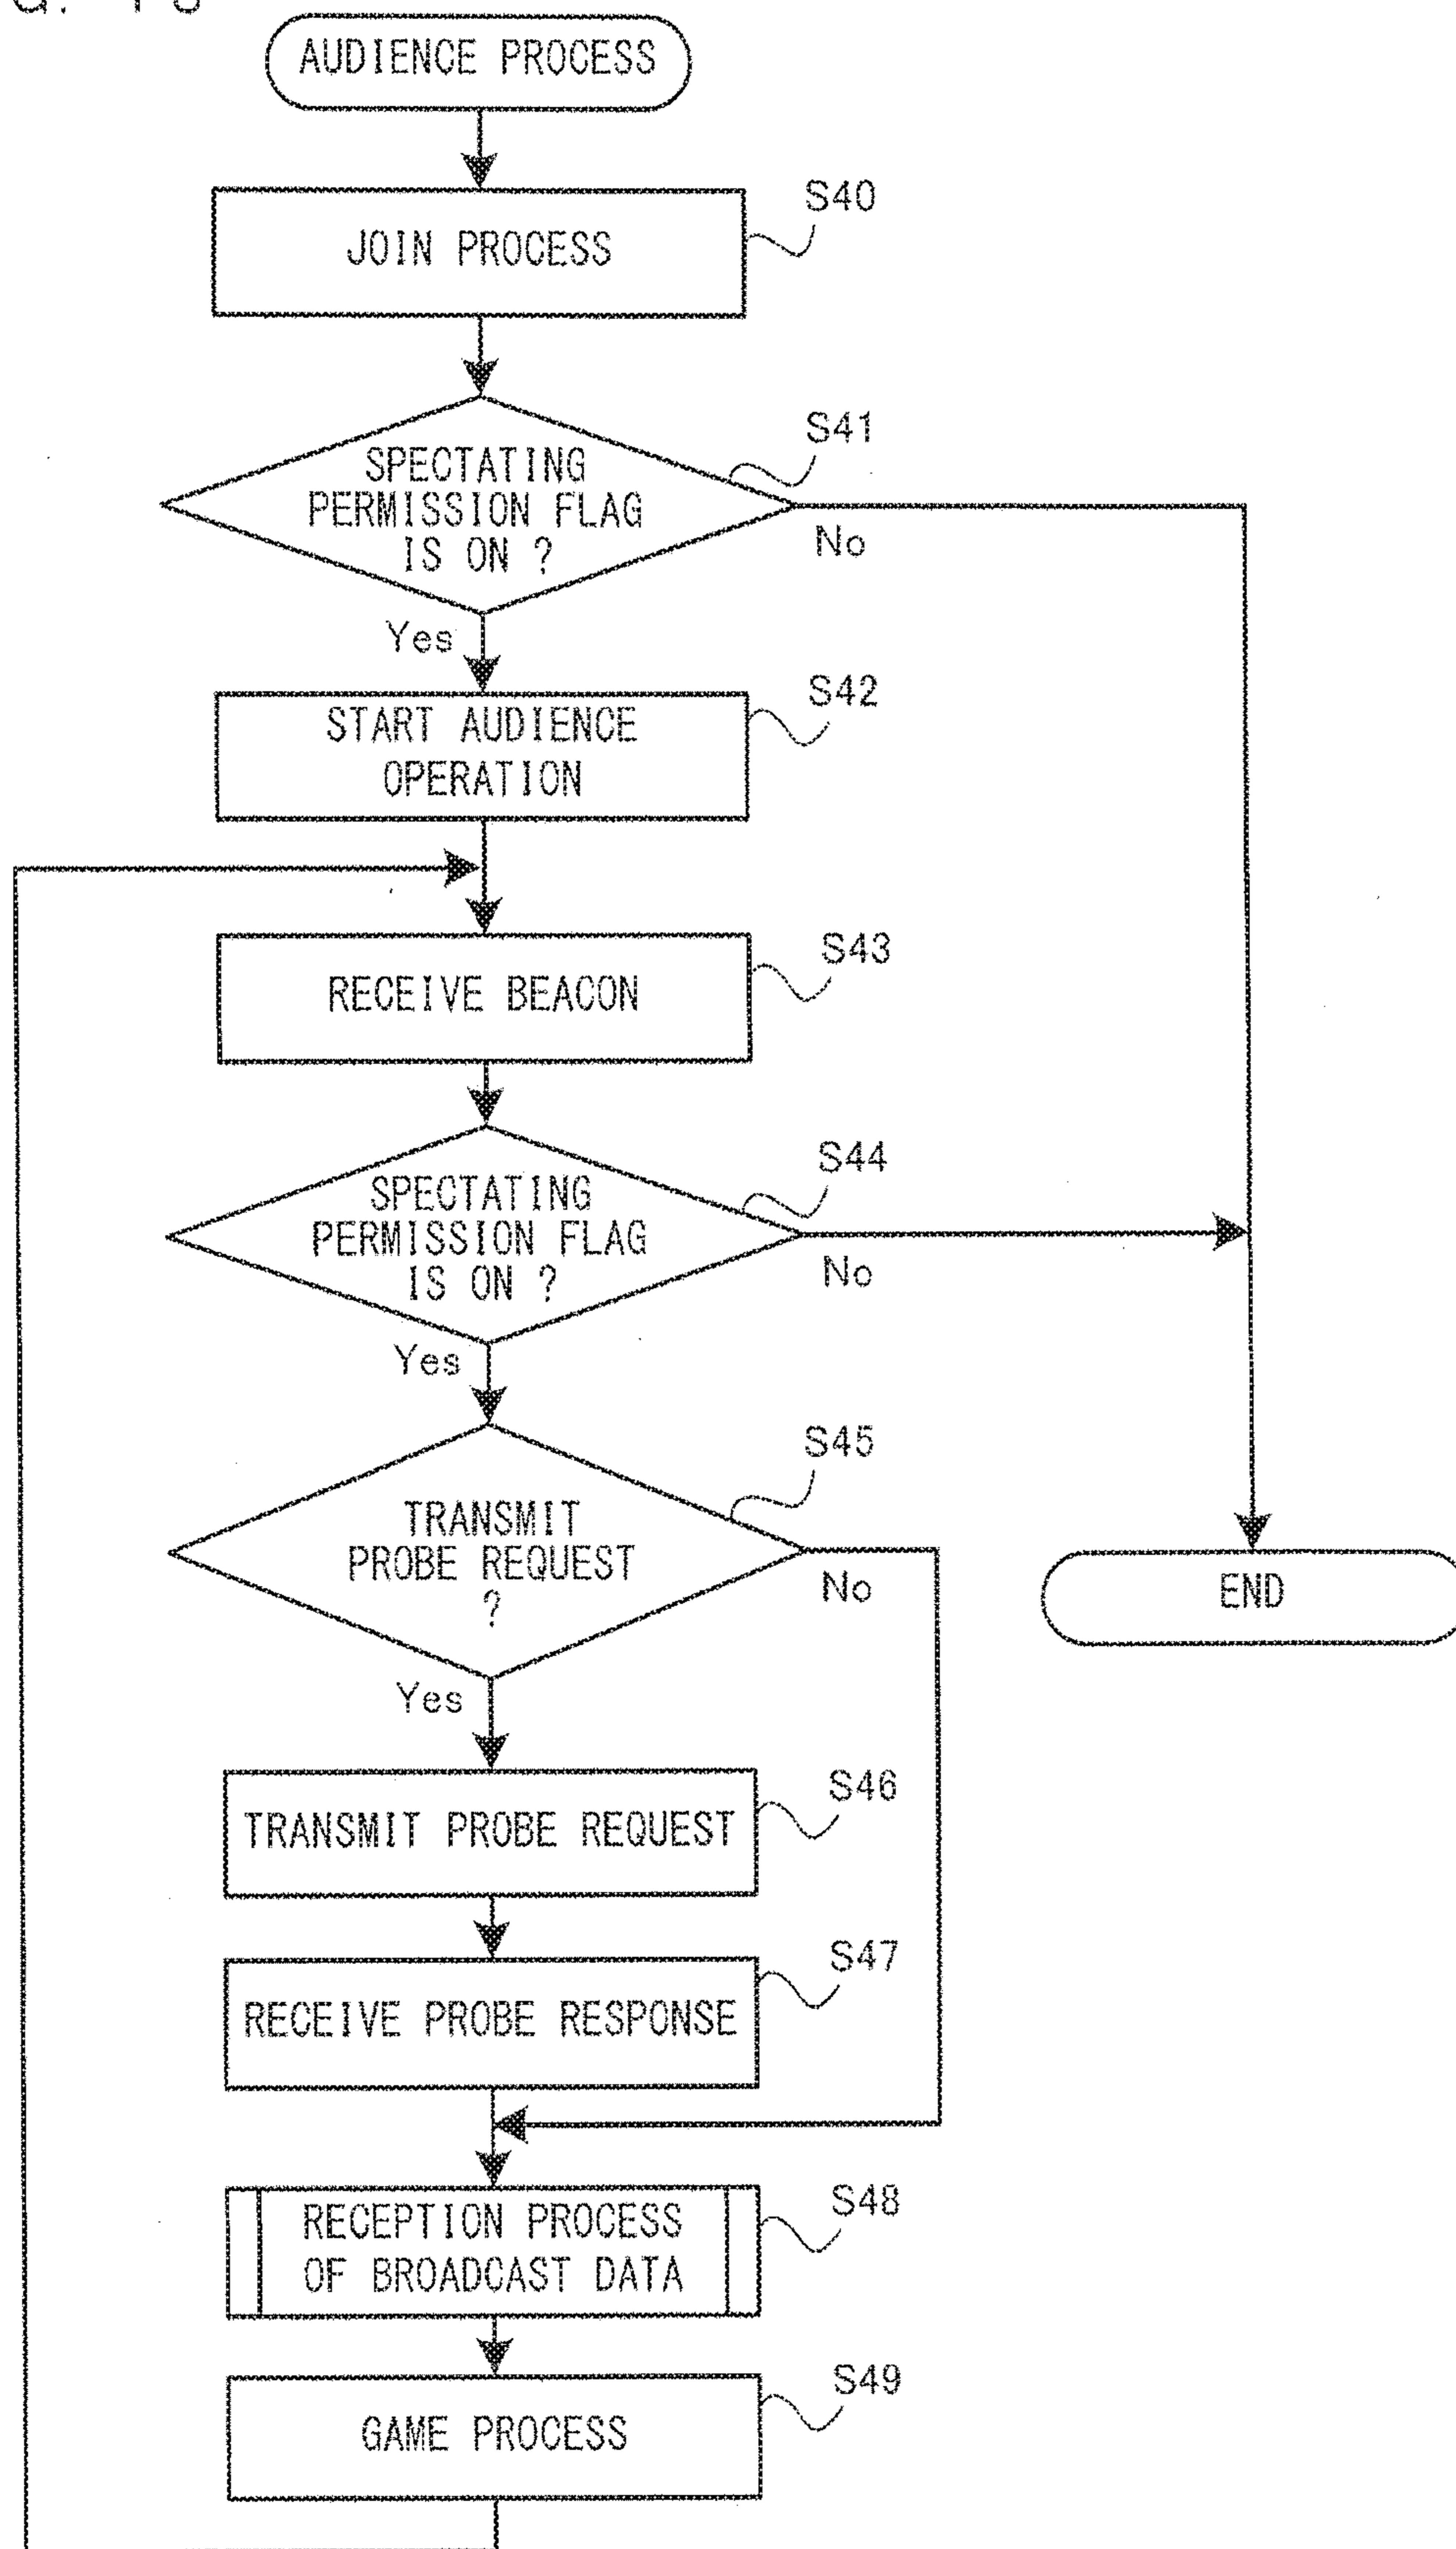 AUDIENCE PROCESS
S40
JOIN PROCESS
S41
SPECTATING
PERMISSION FLAG
IS ON ?
No
Yes
S42
START AUDIENCE
OPERATION
S43
RECEIVE BEACON
S44
SPECTATING
PERMISSION FLAG
IS ON ?
No
Yes
S45
TRANSMIT
PROBE REQUEST
?
No
END
Yes
S46
TRANSMIT PROBE REQUEST
S47
RECEIVE PROBE RESPONSE
S48
RECEPTION PROCESS
OF BROADCAST DATA
S49
GAME PROCESS